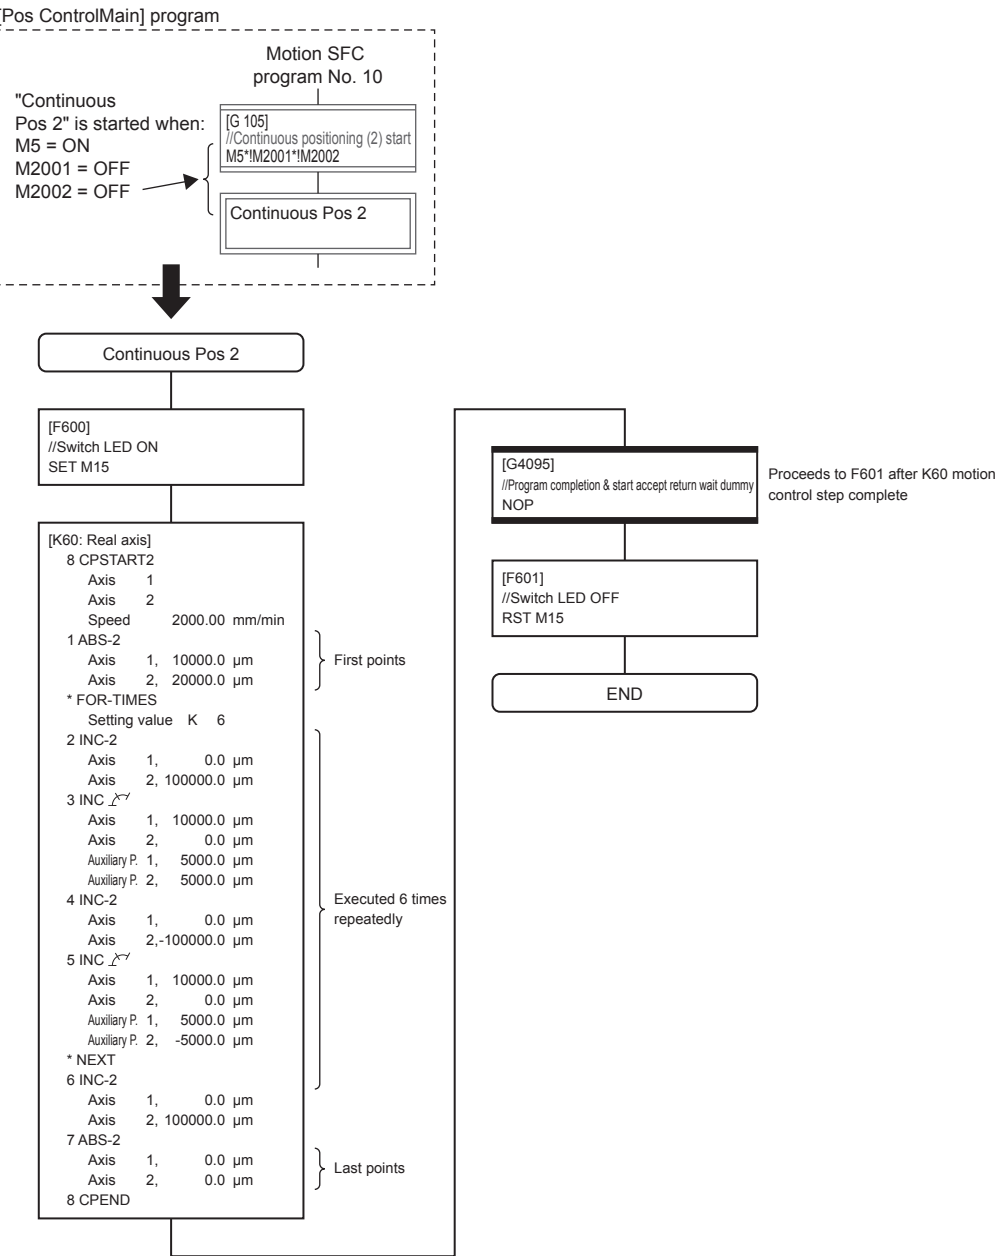 [Pos ControlMain] program
Motion SFC
program No. 10
"Continuous
Pos 2" is started when:
M5 = ON
M2001 = OFF
M2002 = OFF
[G 105]
//Continuous positioning (2) start
M5*!M2001*!M2002
Continuous Pos 2
Continuous Pos 2
[F600]
//Switch LED ON
SET M15
[K60: Real axis]
8 CPSTART2
Axis 1
Axis 2
Speed 2000.00 mm/min
1 ABS-2
Axis 1, 10000.0 µm
Axis 2, 20000.0 µm
First points
* FOR-TIMES
Setting value K 6
2 INC-2
Axis 1, 0.0 µm
Axis 2, 100000.0 µm
3 INC
Axis 1, 10000.0 µm
Axis 2, 0.0 µm
Auxiliary P. 1, 5000.0 µm
Auxiliary P. 2, 5000.0 µm
4 INC-2
Axis 1, 0.0 µm
Axis 2,-100000.0 µm
5 INC
Axis 1, 10000.0 µm
Axis 2, 0.0 µm
Auxiliary P. 1, 5000.0 µm
Auxiliary P. 2, -5000.0 µm
* NEXT
Executed 6 times
repeatedly
6 INC-2
Axis 1, 0.0 µm
Axis 2, 100000.0 µm
7 ABS-2
Axis 1, 0.0 µm
Axis 2, 0.0 µm
Last points
8 CPEND
[G4095]
//Program completion & start accept return wait dummy
NOP
Proceeds to F601 after K60 motion
control step complete
[F601]
//Switch LED OFF
RST M15
END